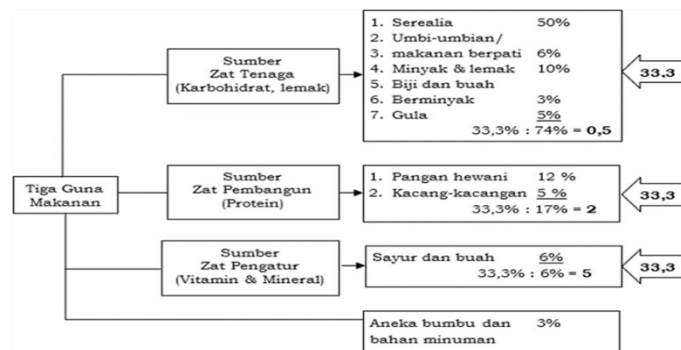 1. Serealia 50%
2. Umbi-umbian/
3. makanan berpati 6%
4. Minyak & lemak 10%
5. Biji dan buah
6. Berminyak 3%
7. Gula 5%
33,3% : 74% = 0,5
Sumber
Zat Tenaga
(Karbohidrat, lemak)
33,3
Tiga Guna
Makanan
Sumber
Zat Pembangun
(Protein)
1. Pangan hewani 12 %
2. Kacang-kacangan 5 %
33,3% : 17% = 2
33,3
Sumber
Zat Pengatur
(Vitamin & Mineral)
Sayur dan buah 6%
33,3% : 6% = 5
33,3
Aneka bumbu dan 3%
bahan minuman